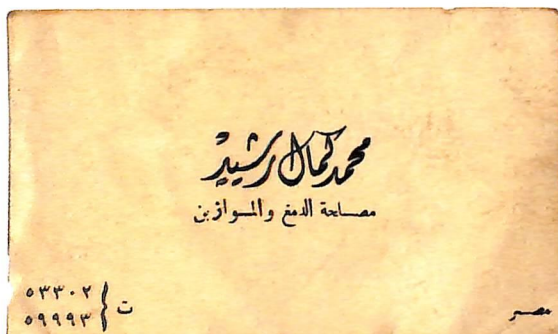 محمد كمال رشيد
مصلحة الدمغ والموازين
ت { ٥٣٣٠٢
٥٩٩٩٣
مصر